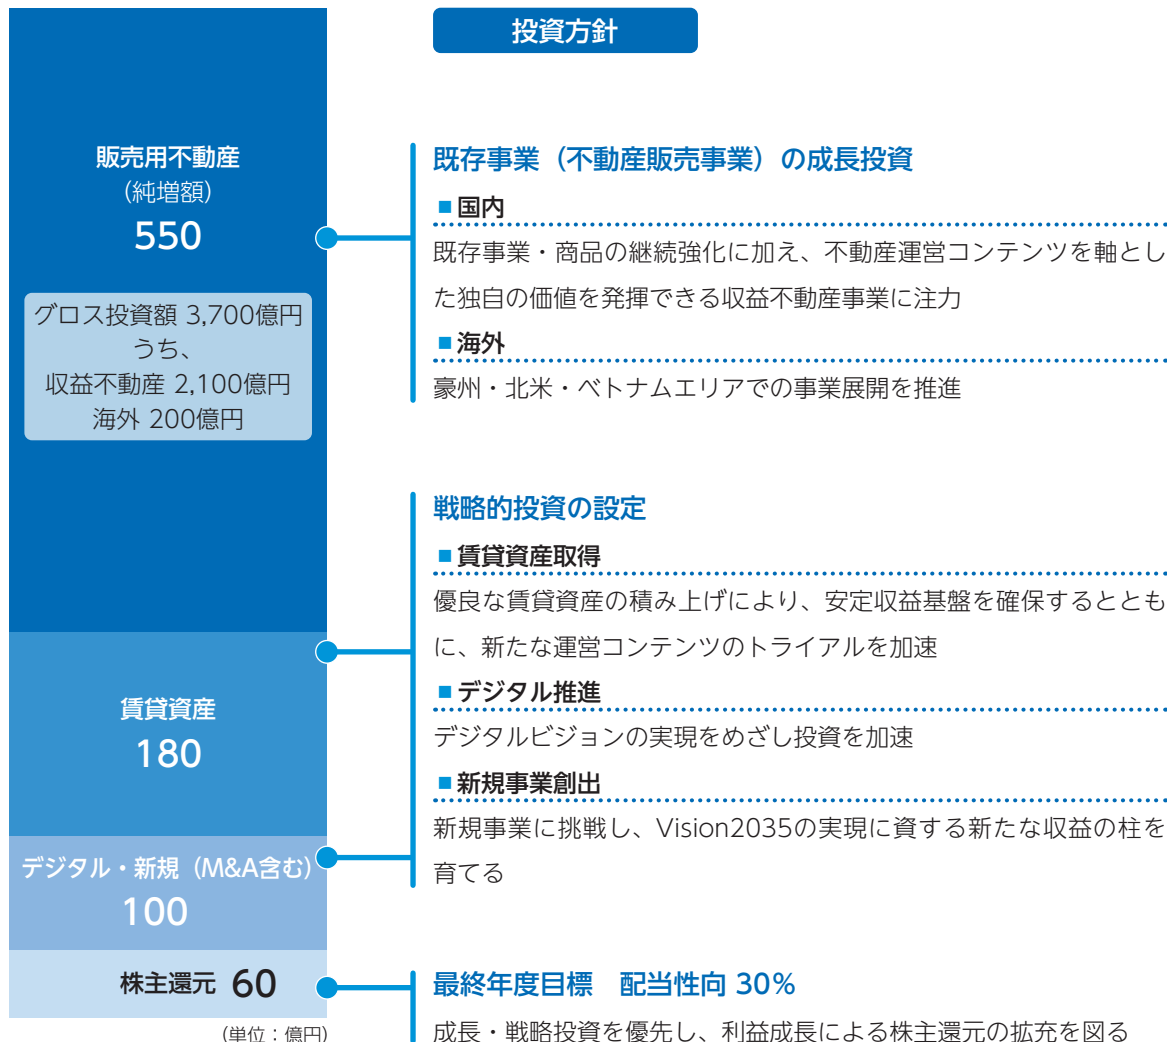 投資方針
販売用不動産
（純増額）
550
グロス投資額 3,700億円
うち、
収益不動産 2,100億円
海外 200億円
賃貸資産
180
デジタル・新規（M&A含む）
100
株主還元 60
（単位：億円）
既存事業（不動産販売事業）の成長投資
■国内
既存事業・商品の継続強化に加え、不動産運営コンテンツを軸とし
た独自の価値を発揮できる収益不動産事業に注力
■海外
豪州・北米・ベトナムエリアでの事業展開を推進
戦略的投資の設定
■賃貸資産取得
優良な賃貸資産の積み上げにより、安定収益基盤を確保するととも
に、新たな運営コンテンツのトライアルを加速
■デジタル推進
デジタルビジョンの実現をめざし投資を加速
■新規事業創出
新規事業に挑戦し、Vision2035の実現に資する新たな収益の柱を
育てる
最終年度目標　配当性向 30%
成長・戦略投資を優先し、利益成長による株主還元の拡充を図る